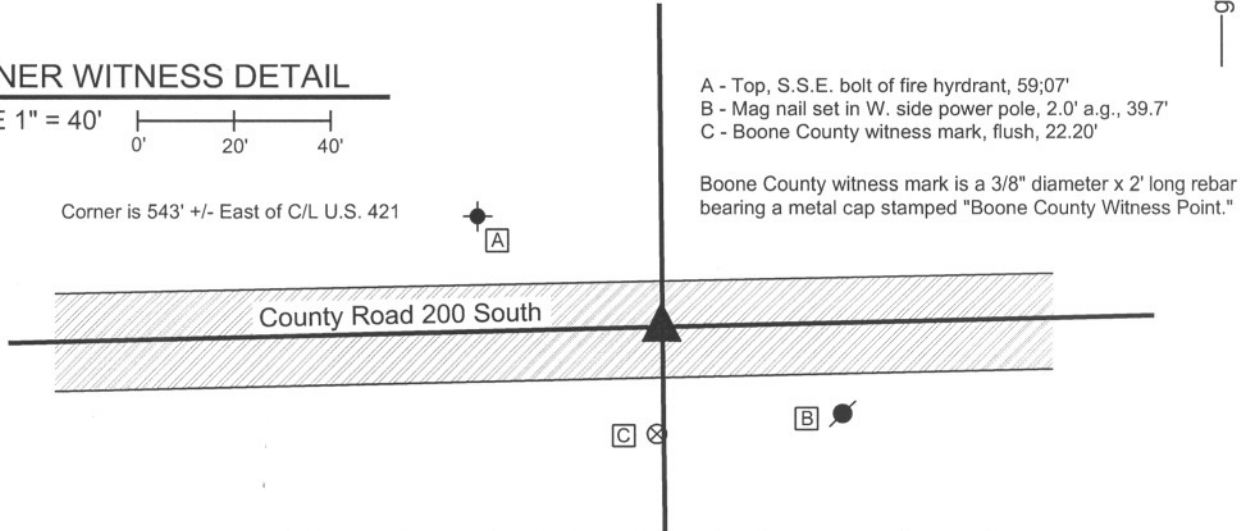 NER WITNESS DETAIL
E 1" = 40'
0' 20' 40'
A - Top, S.S.E. bolt of fire hyrdrant, 59;07'
B - Mag nail set in W. side power pole, 2.0' a.g., 39.7'
C - Boone County witness mark, flush, 22.20'
Boone County witness mark is a 3/8" diameter x 2' long rebar
bearing a metal cap stamped "Boone County Witness Point."
Corner is 543' +/- East of C/L U.S. 421
A
County Road 200 South
B
C
g